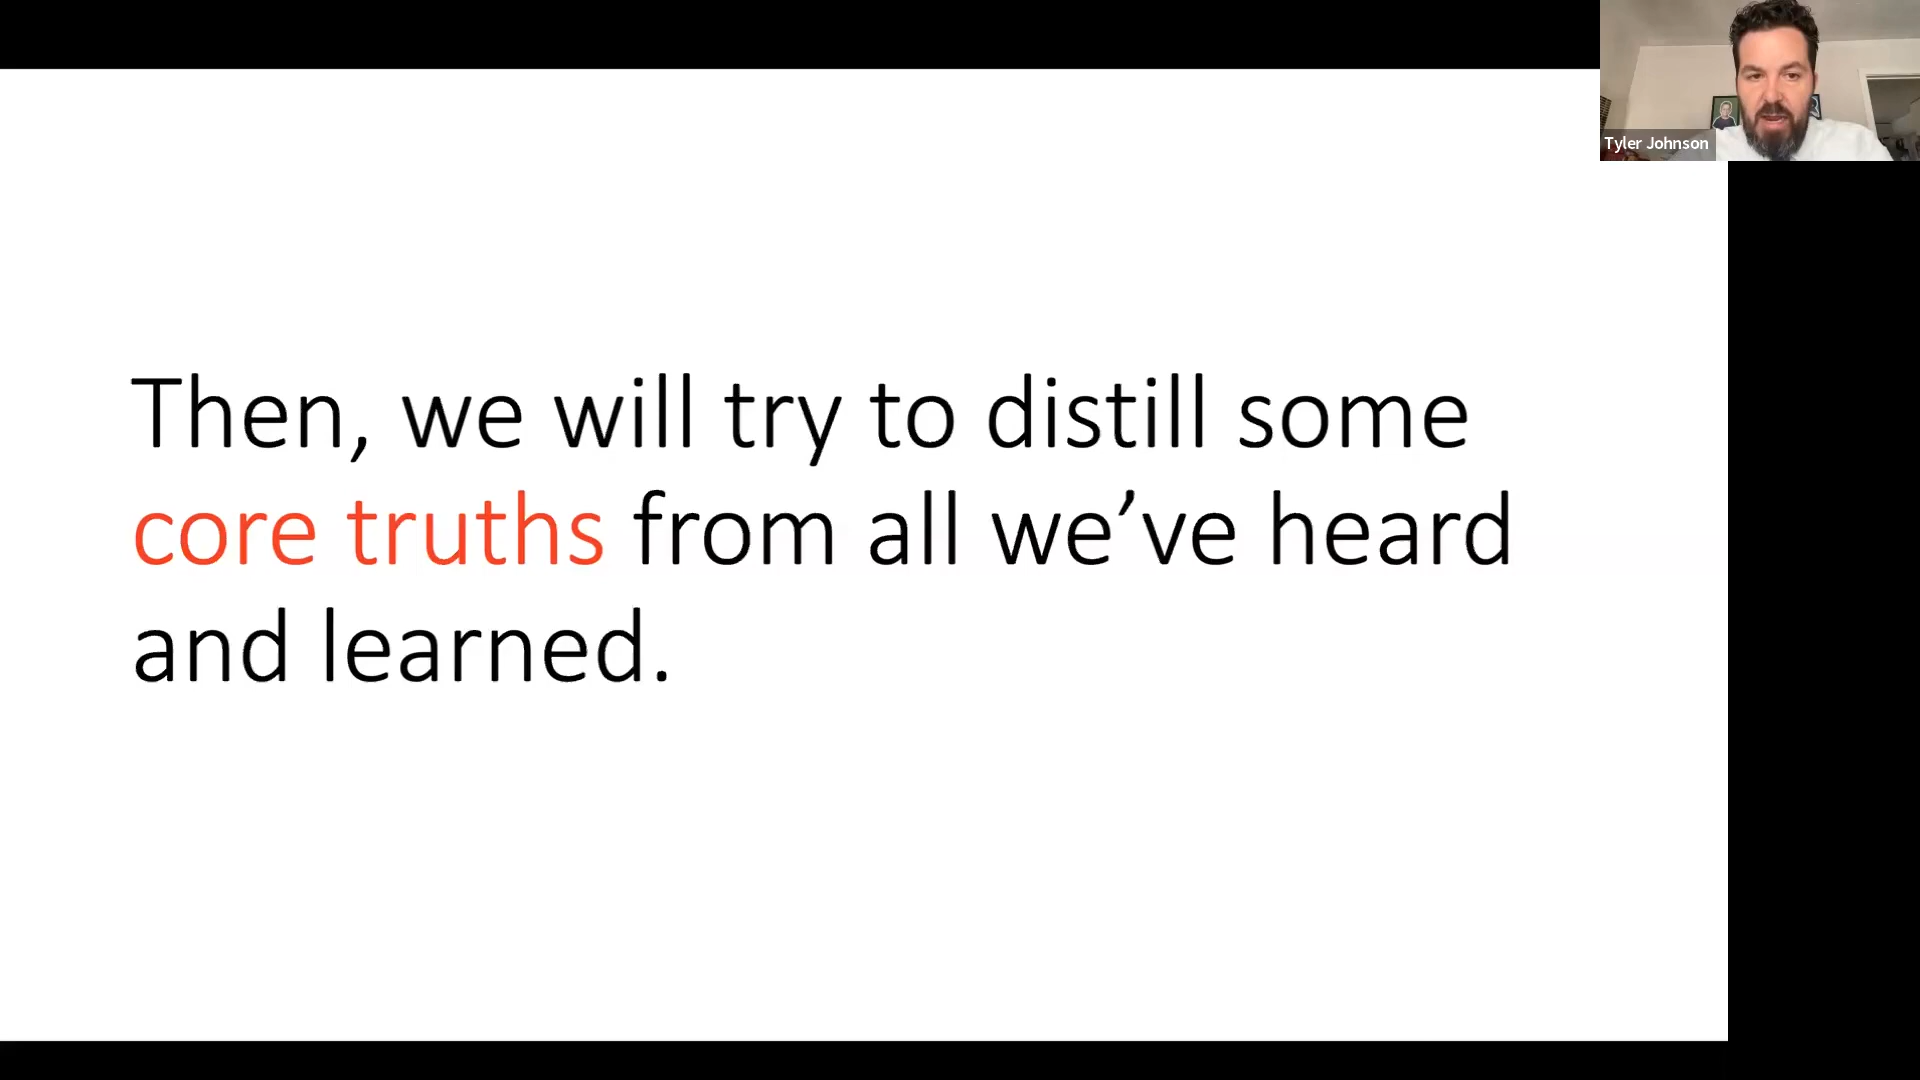 Then, we will try to distill some
core truths from all we’ve heard
and learned.
Tyler Johnson